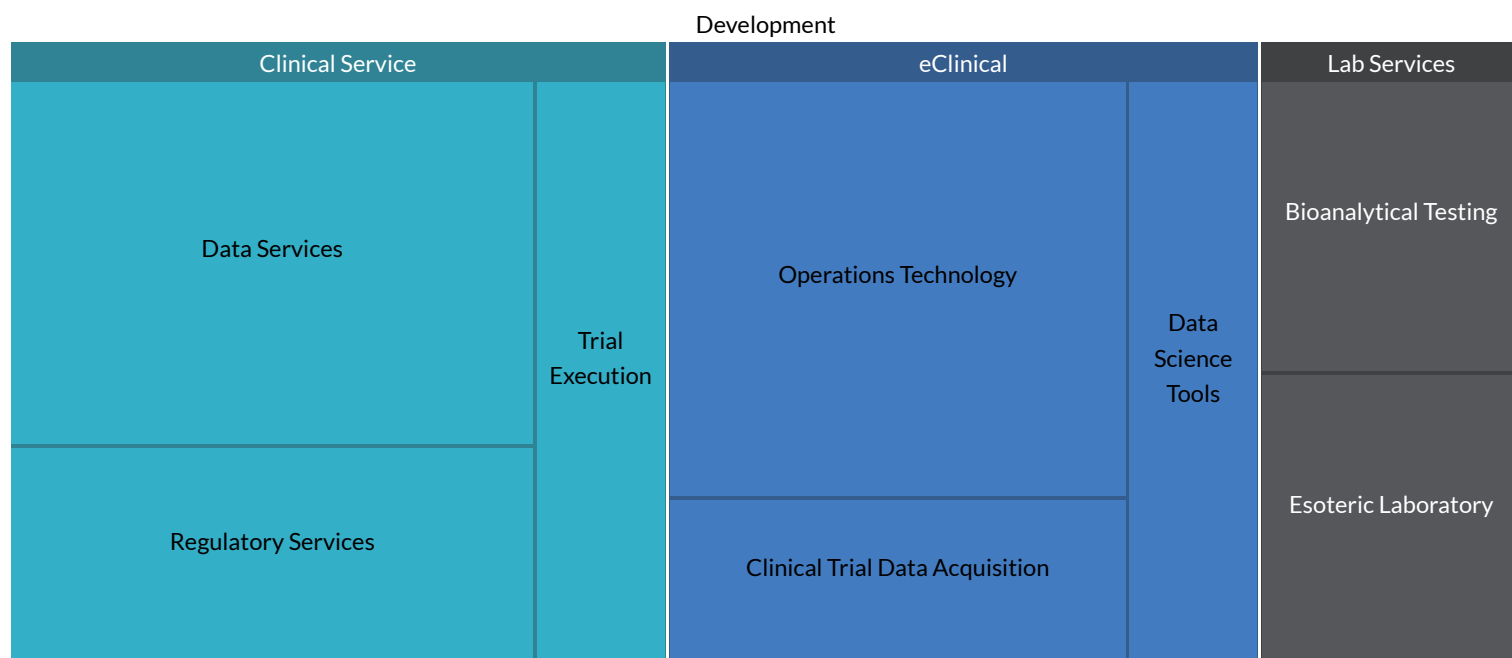 Development
Clinical Service
eClinical
Lab Services
Data Services
Trial
Execution
Regulatory Services
Operations Technology
Data
Science
Tools
Clinical Trial Data Acquisition
Bioanalytical Testing
Esoteric Laboratory